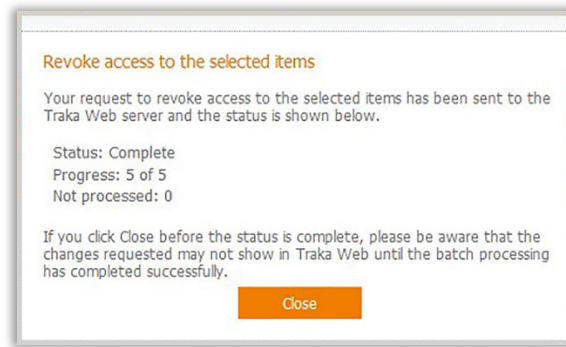 Revoke access to the selected items
Your request to revoke access to the selected items has been sent to the
Traka Web server and the status is shown below.
Status: Complete
Progress: 5 of 5
Not processed: 0
If you click Close before the status is complete, please be aware that the
changes requested may not show in Traka Web until the batch processing
has completed successfully.
Close